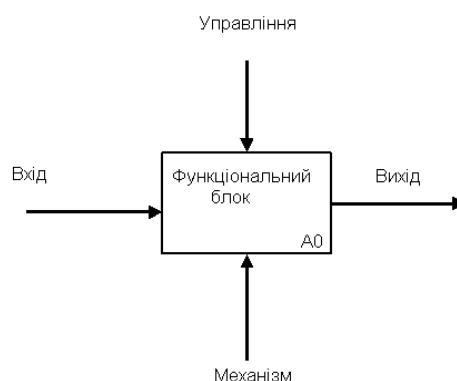 Управління
Вхід
Функціональний
блок
Вихід
A0
Механізм